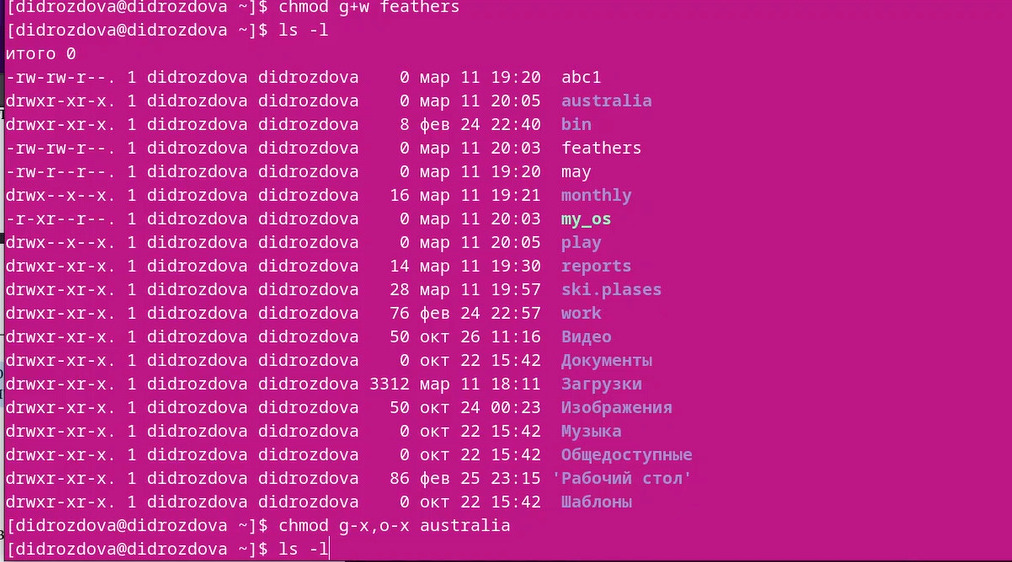 [didrozdova@didrozdova ~]$ chmod g+w feathers
[didrozdova@didrozdova ~]$ ls -l
итого 0
-rw-rw-r--. 1 didrozdova didrozdova    0 мар 11 19:20  abc1
drwxr-xr-x. 1 didrozdova didrozdova    0 мар 11 20:05  australia
drwxr-xr-x. 1 didrozdova didrozdova    8 фев 24 22:40  bin
-rw-rw-r--. 1 didrozdova didrozdova    0 мар 11 20:03  feathers
-rw-r--r--. 1 didrozdova didrozdova    0 мар 11 19:20  may
drwx--x--x. 1 didrozdova didrozdova   16 мар 11 19:21  monthly
-r-xr--r--. 1 didrozdova didrozdova    0 мар 11 20:03  my_os
drwx--x--x. 1 didrozdova didrozdova    0 мар 11 20:05  play
drwxr-xr-x. 1 didrozdova didrozdova   14 мар 11 19:30  reports
drwxr-xr-x. 1 didrozdova didrozdova   28 мар 11 19:57  ski.plases
drwxr-xr-x. 1 didrozdova didrozdova   76 фев 24 22:57  work
drwxr-xr-x. 1 didrozdova didrozdova   50 окт 26 11:16  Видео
drwxr-xr-x. 1 didrozdova didrozdova    0 окт 22 15:42  Документы
drwxr-xr-x. 1 didrozdova didrozdova 3312 мар 11 18:11  Загрузки
drwxr-xr-x. 1 didrozdova didrozdova   50 окт 24 00:23  Изображения
drwxr-xr-x. 1 didrozdova didrozdova    0 окт 22 15:42  Музыка
drwxr-xr-x. 1 didrozdova didrozdova    0 окт 22 15:42  Общедоступные
drwxr-xr-x. 1 didrozdova didrozdova   86 фев 25 23:15 'Рабочий стол'
drwxr-xr-x. 1 didrozdova didrozdova    0 окт 22 15:42  Шаблоны
[didrozdova@didrozdova ~]$ chmod g-x,o-x australia
[didrozdova@didrozdova ~]$ ls -l